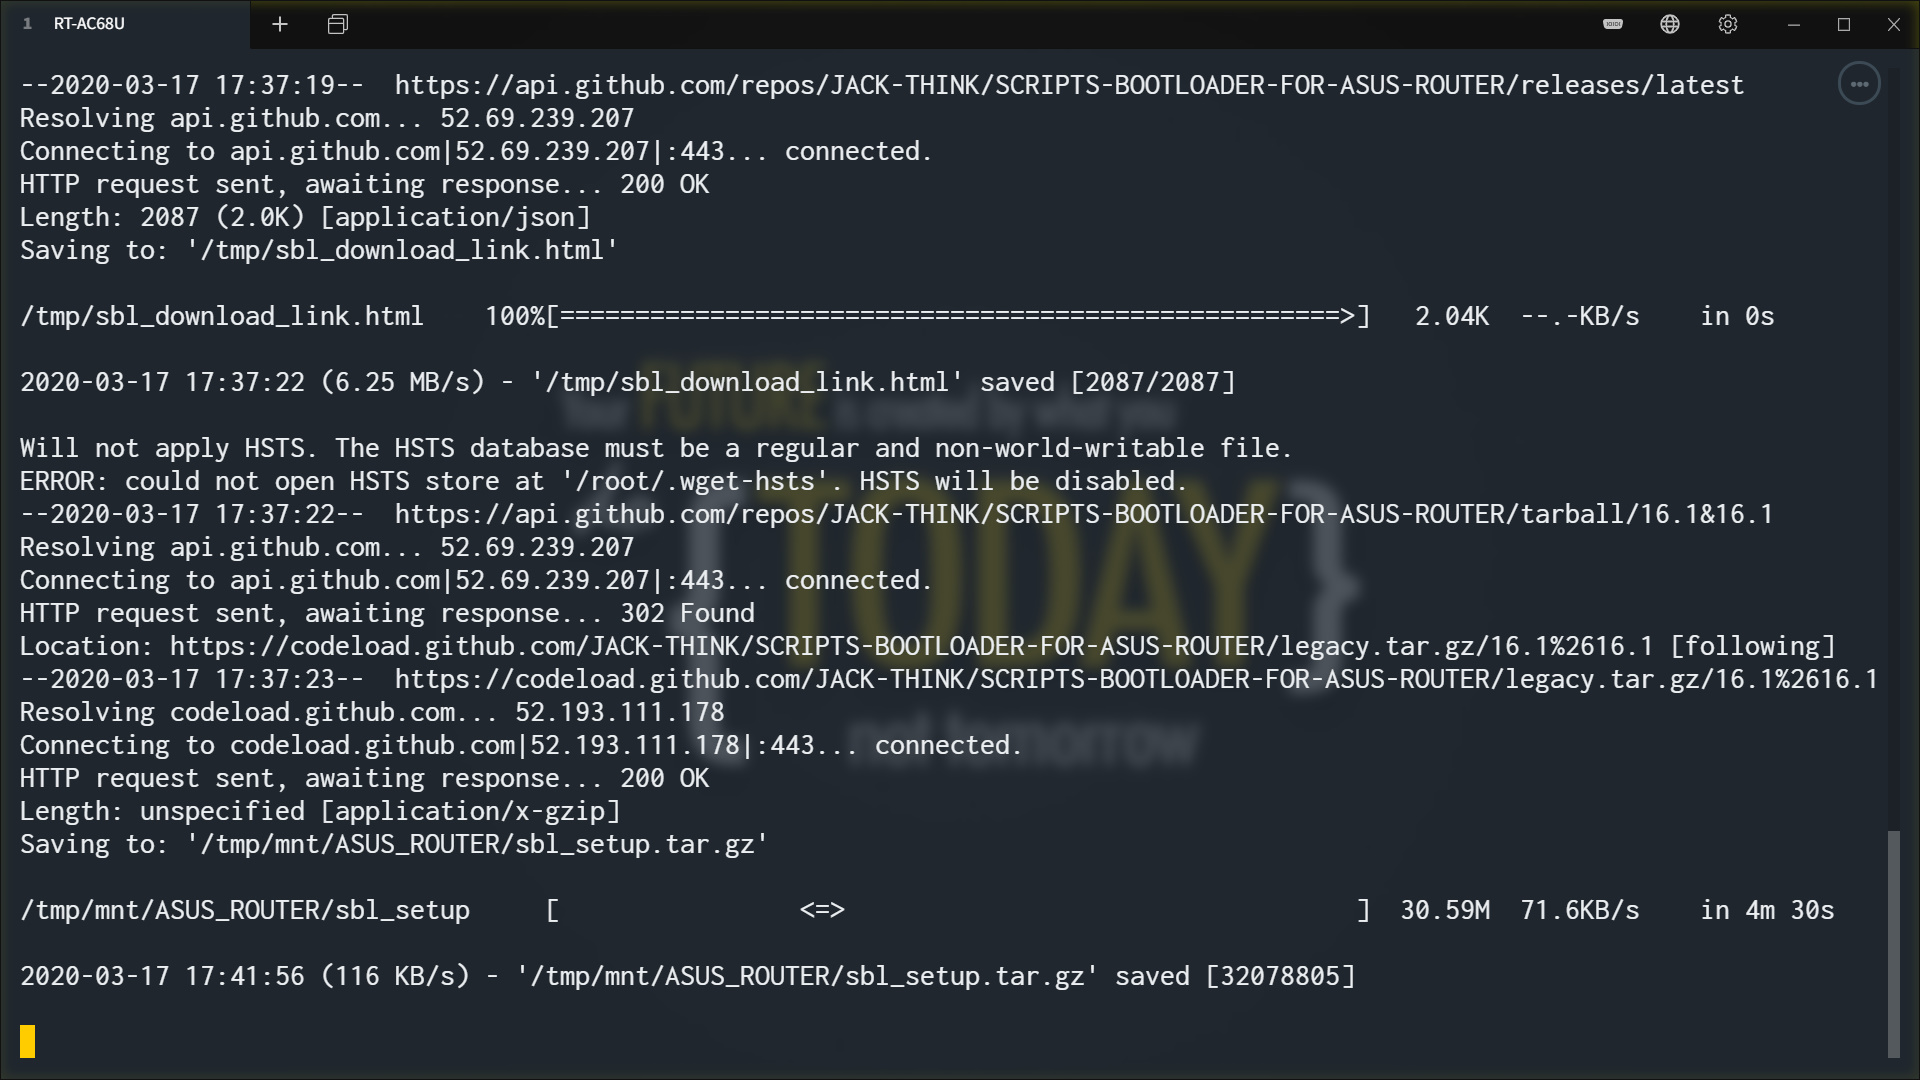 1 RT-AC68U
--2020-03-17 17:37:19--  https://api.github.com/repos/JACK-THINK/SCRIPTS-BOOTLOADER-FOR-ASUS-ROUTER/releases/latest
Resolving api.github.com... 52.69.239.207
Connecting to api.github.com|52.69.239.207|:443... connected.
HTTP request sent, awaiting response... 200 OK
Length: 2087 (2.0K) [application/json]
Saving to: '/tmp/sbl_download_link.html'
/tmp/sbl_download_link.html    100%[====================================================>]   2.04K  --.-KB/s    in 0s
2020-03-17 17:37:22 (6.25 MB/s) - '/tmp/sbl_download_link.html' saved [2087/2087]
Your FUTURE is created by what you
Will not apply HSTS. The HSTS database must be a regular and non-world-writable file.
ERROR: could not open HSTS store at '/root/.wget-hsts'. HSTS will be disabled.
--2020-03-17 17:37:22--  https://api.github.com/repos/JACK-THINK/SCRIPTS-BOOTLOADER-FOR-ASUS-ROUTER/tarball/16.1&16.1
Resolving api.github.com... 52.69.239.207
Connecting to api.github.com|52.69.239.207|:443... connected.
{TODAY}
HTTP request sent, awaiting response... 302 Found
Location: https://codeload.github.com/JACK-THINK/SCRIPTS-BOOTLOADER-FOR-ASUS-ROUTER/legacy.tar.gz/16.1%2616.1 [following]
--2020-03-17 17:37:23--  https://codeload.github.com/JACK-THINK/SCRIPTS-BOOTLOADER-FOR-ASUS-ROUTER/legacy.tar.gz/16.1%2616.1
Resolving codeload.github.com... 52.193.111.178
Connecting to codeload.github.com|52.193.111.178|:443... connected.
not tomorrow
HTTP request sent, awaiting response... 200 OK
Length: unspecified [application/x-gzip]
Saving to: '/tmp/mnt/ASUS_ROUTER/sbl_setup.tar.gz'
/tmp/mnt/ASUS_ROUTER/sbl_setup     [                <=>                                  ]  30.59M  71.6KB/s    in 4m 30s
2020-03-17 17:41:56 (116 KB/s) - '/tmp/mnt/ASUS_ROUTER/sbl_setup.tar.gz' saved [32078805]